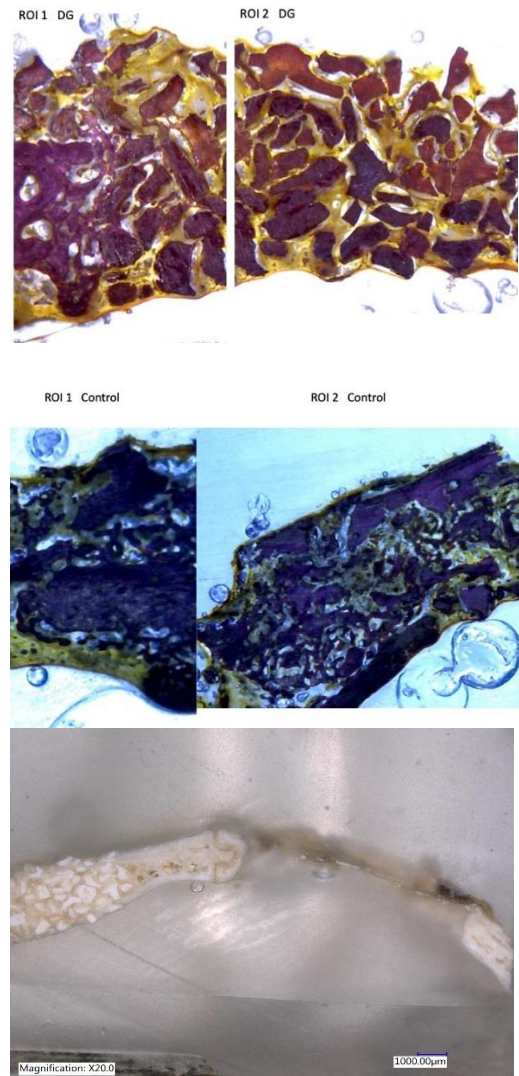 ROI 1 DG
ROI 2 DG
ROI 1 Control
ROI 2 Control
1000.00μm
Magnification: X20.0